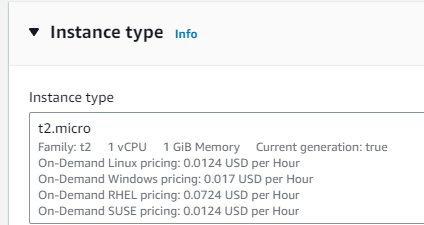 Instance type Info
Instance type
t2.micro
Family: t2 1 vCPU 1 GiB Memory Current generation: true
On-Demand Linux pricing: 0.0124 USD per Hour
On-Demand Windows pricing: 0.017 USD per Hour
On-Demand RHEL pricing: 0.0724 USD per Hour
On-Demand SUSE pricing: 0.0124 USD per Hour